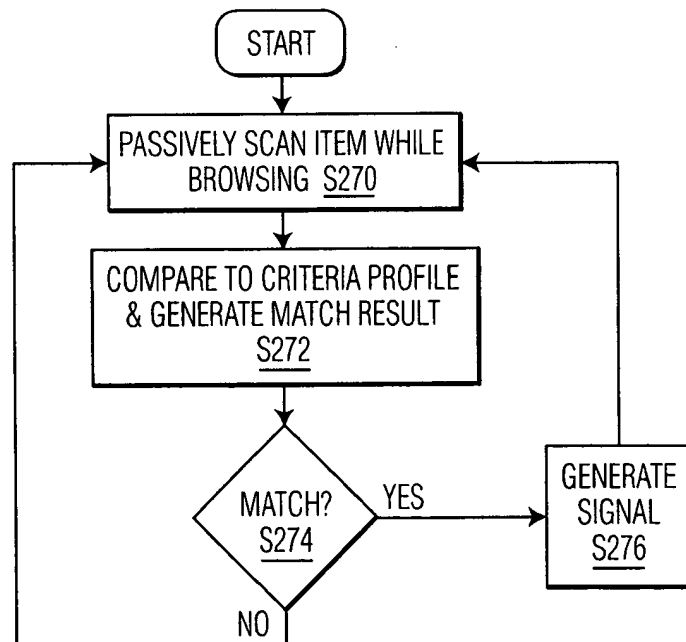 START
PASSIVELY SCAN ITEM WHILE
BROWSING S270
COMPARE TO CRITERIA PROFILE
& GENERATE MATCH RESULT
S272
MATCH?
S274
YES
GENERATE
SIGNAL
S276
NO